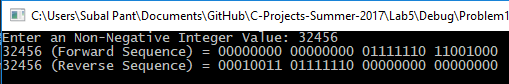 C:\Users\Subal Pant\Documents\GitHub\C-Projects-Summer-2017\Lab5\Debug\Problem1
Enter an Non-Negative Integer Value: 32456
32456 (Forward Sequence) = 00000000 00000000 01111110 11001000
32456 (Reverse Sequence) = 00010011 01111110 00000000 00000000